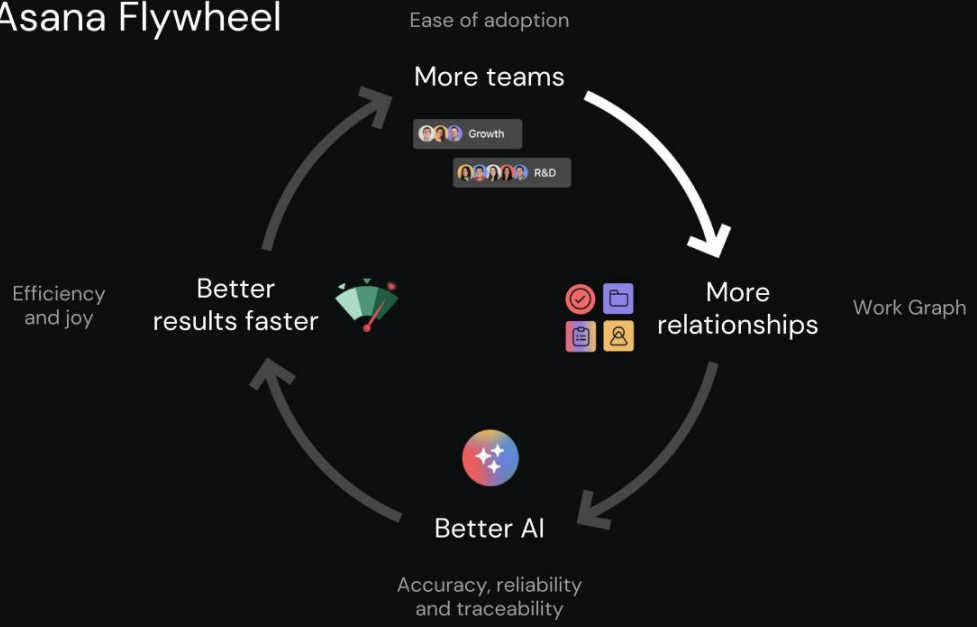 Asana Flywheel
Ease of adoption
More teams
Growth
R&D
Efficiency
and joy
Better
results faster
More
relationships
Work Graph
Better AI
Accuracy, reliability
and traceability